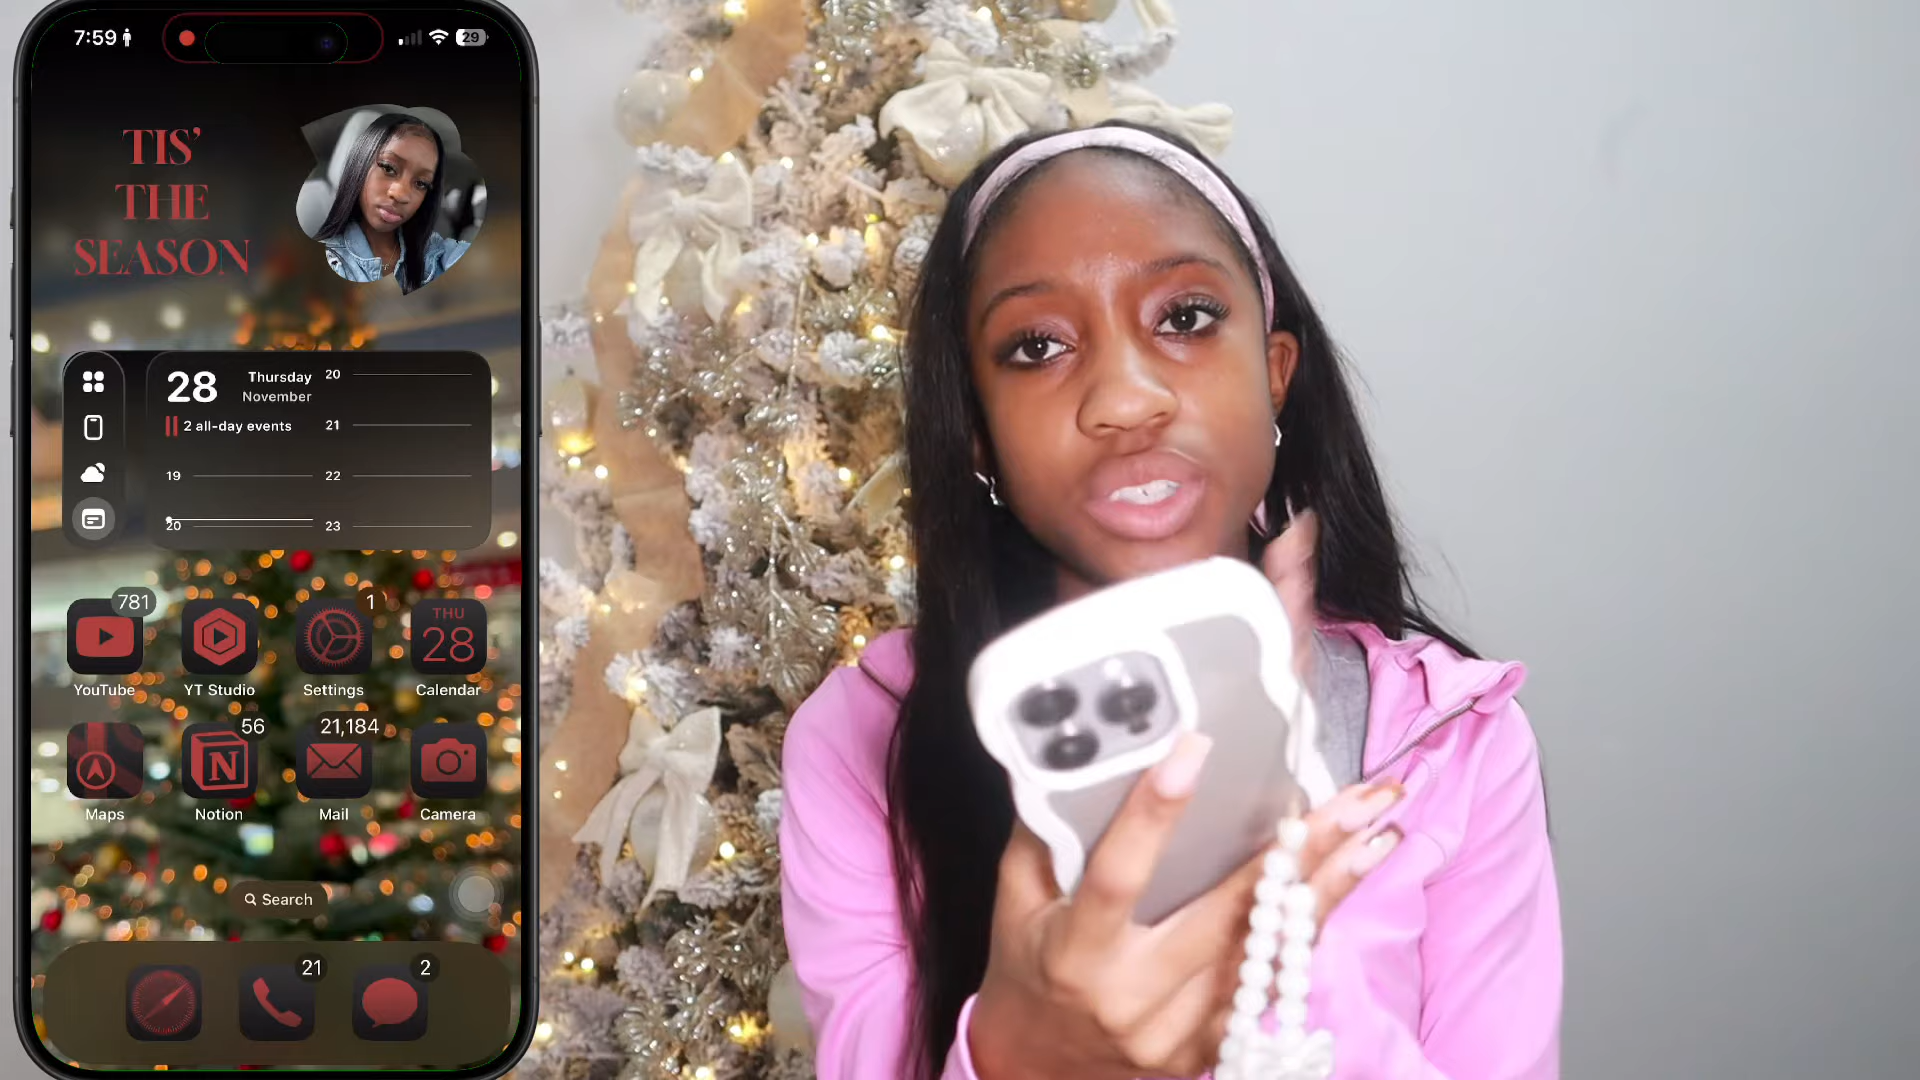 7:59
29
TIS'
THE
SEASON
28
Thursday
November
2 all-day events
19
20
20
21
22
23
781
YouTube
YT Studio
1
Settings
THU
28
Calendar
Maps
56
N
Notion
21,184
Mail
Camera
Search
21
2